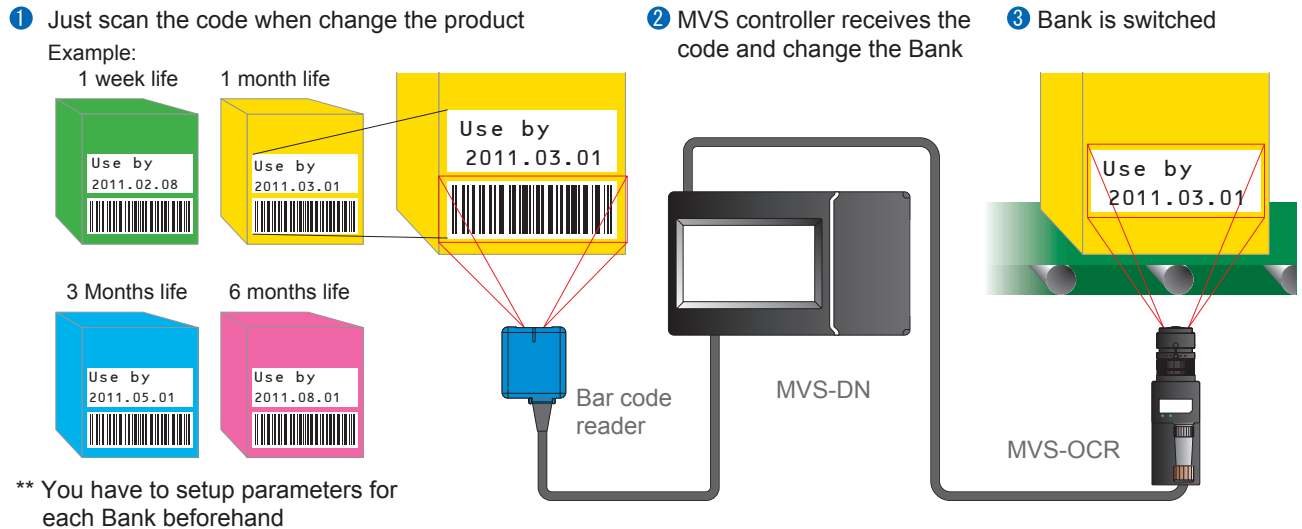 1 Just scan the code when change the product
Example:
1 week life
Use by
2011.02.08
1 month life
Use by
2011.03.01
Use by
2011.03.01
3 Months life
Use by
2011.05.01
6 months life
Use by
2011.08.01
** You have to setup parameters for
each Bank beforehand
Bar code
reader
2 MVS controller receives the
code and change the Bank
MVS-DN
3 Bank is switched
Use by
2011.03.01
MVS-OCR